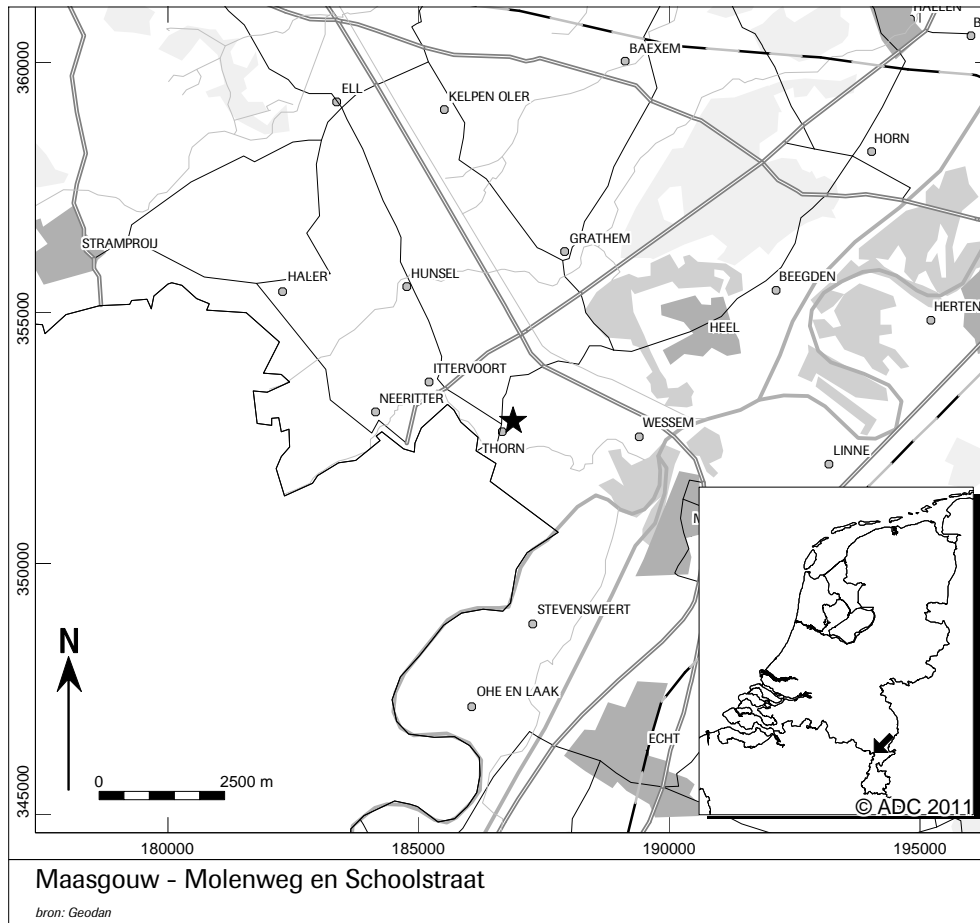 HAELEN
B
360000
BAEXEM
ELL
KELPEN OLER
HORN
STRAMPROIJ
GRATHEM
HALER
HUNSEL
BEEGDEN
HERTEN
355000
HEEL
ITTERVOORT
NEERITTER
WESSEM
THORN
LINNE
M
350000
STEVENSWEERT
N
OHE EN LAAK
ECHT
0 2500 m
345000
© ADC 2011
180000 185000 190000 195000
Maasgouw - Molenweg en Schoolstraat
bron: Geodan